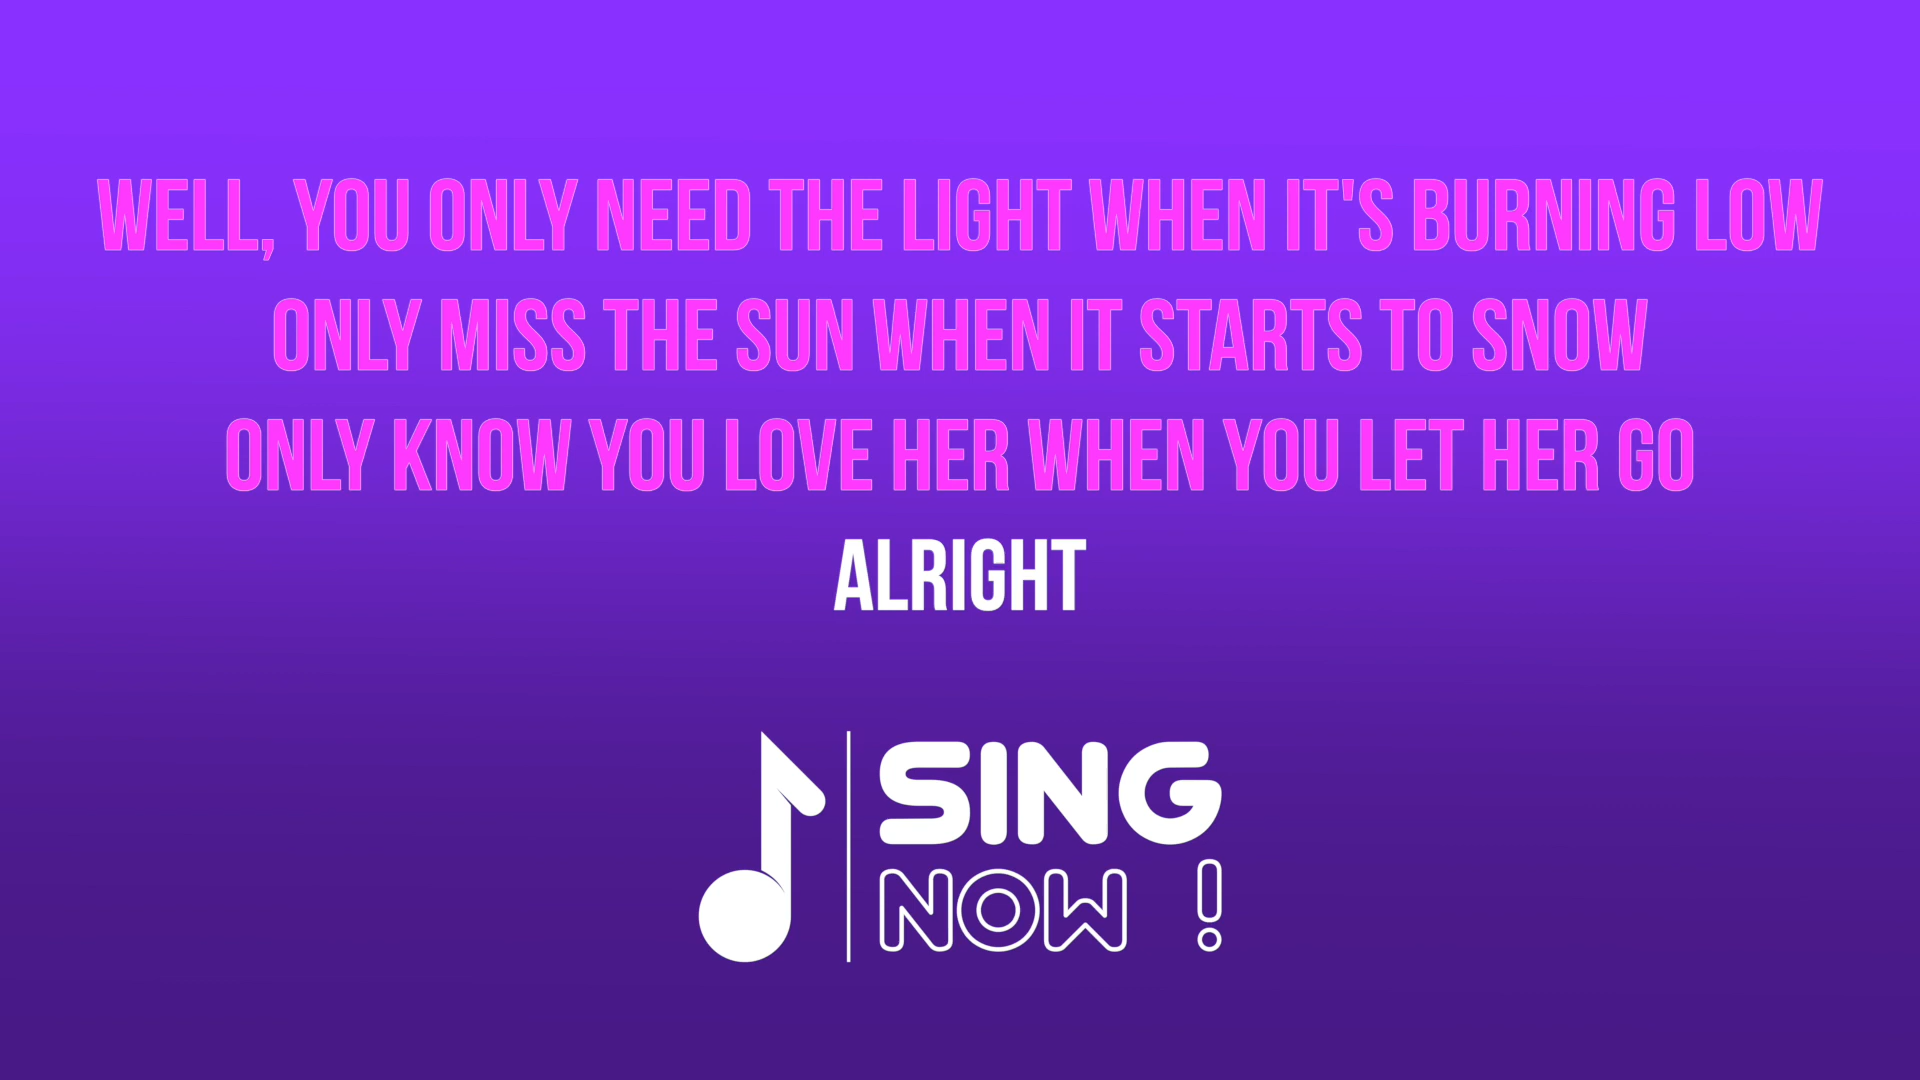 WELL, YOU ONLY NEED THE LIGHT WHEN IT'S BURNING LOW
ONLY MISS THE SUN WHEN IT STARTS TO SNOW
ONLY KNOW YOU LOVE HER WHEN YOU LET HER GO
ALRIGHT
SING
NOW !